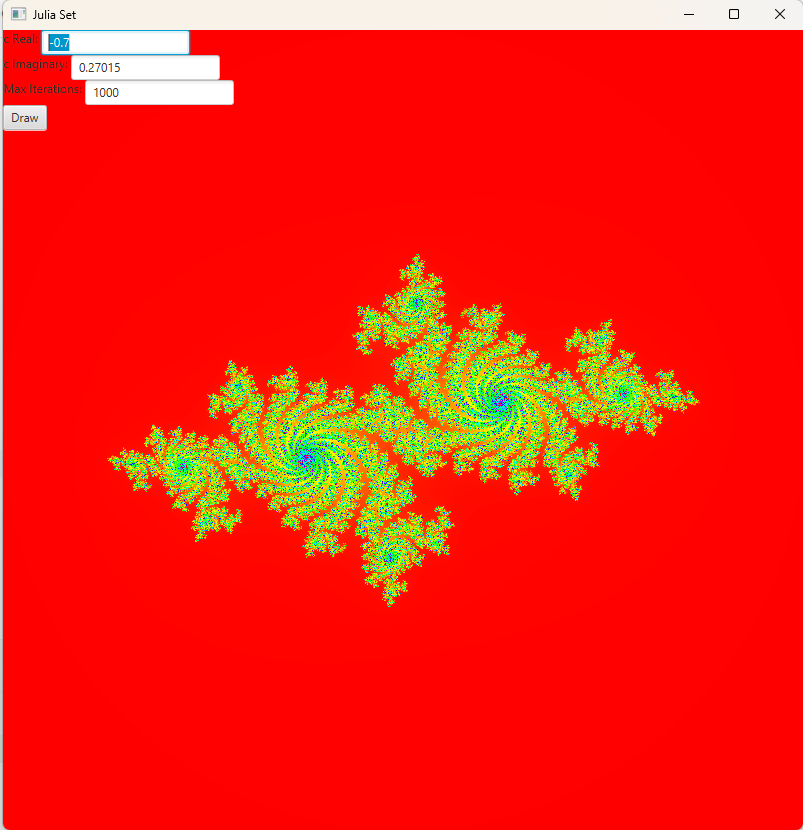 Julia Set
c Real: -0.7
c Imaginary: 0.27015
Max Iterations: 1000
Draw